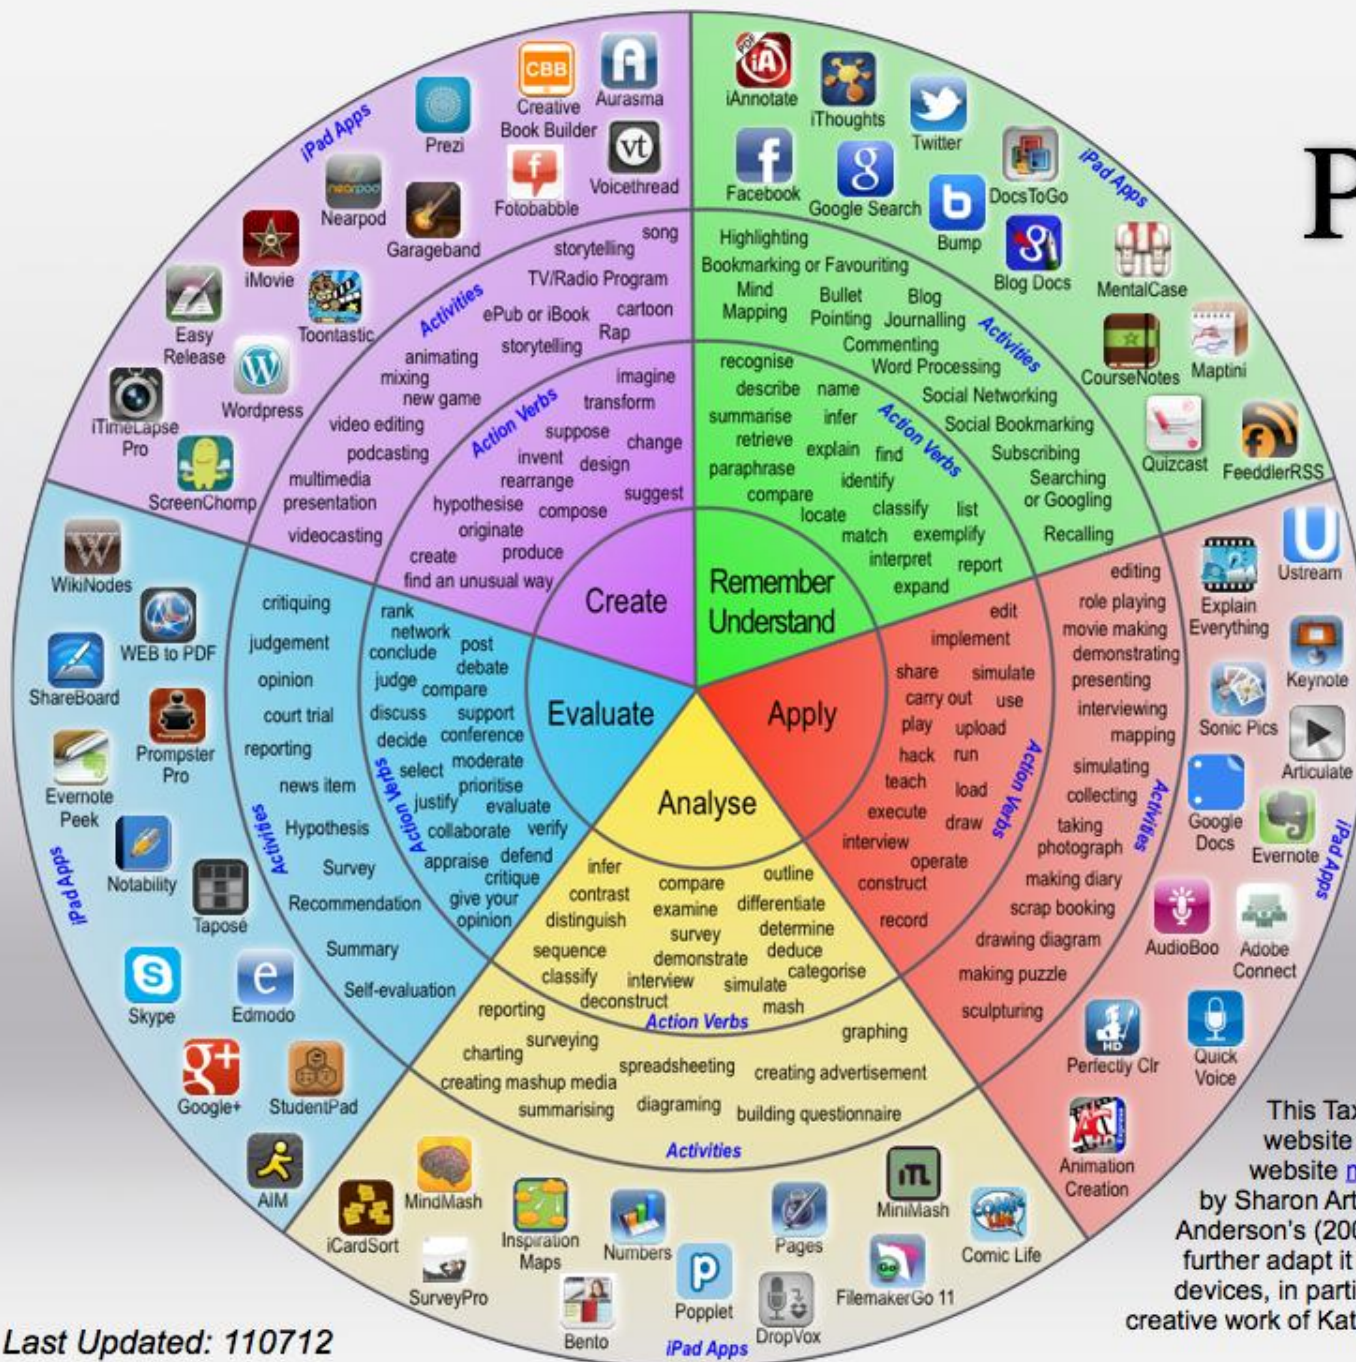 P
iPad Apps
Aurasma
Creative
Book Builder
Prezi
Voicethread
Fotobabble
Nearpod
Garageband
iMovie
Toontastic
Easy
Release
Wordpress
iTimeLapse
Pro
ScreenChomp
Activities
song
storytelling
TV/Radio Program
ePub or iBook
cartoon
Rap
storytelling
animating
mixing
new game
video editing
podcasting
multimedia
presentation
videocasting
Action Verbs
imagine
transform
suppose
change
invent
design
rearrange
suggest
hypothesise
compose
originate
create
produce
find an unusual way
Create
iPad Apps
iAnnotate
iThoughts
Twitter
Facebook
Google Search
Bump
DocsToGo
Blog Docs
MentalCase
CourseNotes
Maptini
Quizcast
FeeddlerRSS
Activities
Highlighting
Bookmarking or Favouriting
Mind
Mapping
Bullet
Pointing
Blog
Journalling
Commenting
Word Processing
Social Networking
Social Bookmarking
Subscribing
Searching
or Googling
Recalling
Action Verbs
recognise
describe
name
summarise
infer
retrieve
explain
find
paraphrase
identify
compare
locate
classify
list
match
exemplify
interpret
report
expand
Remember
Understand
iPad Apps
Ustream
Explain
Everything
Keynote
Sonic Pics
Articulate
Google
Docs
Evernote
AudioBoo
Adobe
Connect
Perfectly Clr
Quick
Voice
Animation
Creation
Activities
editing
role playing
movie making
demonstrating
presenting
interviewing
mapping
simulating
collecting
taking
photograph
making diary
scrap booking
drawing diagram
making puzzle
sculpturing
Action Verbs
edit
implement
share
simulate
carry out
use
play
upload
hack
run
teach
load
execute
draw
interview
operate
construct
record
Apply
Analyse
infer
compare
outline
contrast
examine
differentiate
distinguish
survey
determine
sequence
demonstrate
deduce
classify
interview
simulate
categorise
deconstruct
mash
Action Verbs
reporting
surveying
graphing
charting
spreadsheeting
creating advertisement
creating mashup media
summarising
diagraming
building questionnaire
Activities
MindMash
iCardSort
SurveyPro
Inspiration
Maps
Bento
Numbers
Popplet
Pages
DropVox
MiniMash
FilemakerGo 11
Comic Life
iPad Apps
Evaluate
Action Verbs
rank
network
post
conclude
debate
judge
compare
discuss
support
decide
conference
select
moderate
prioritise
justify
evaluate
collaborate
verify
appraise
defend
critique
give your
opinion
Activities
critiquing
judgement
opinion
court trial
reporting
news item
Hypothesis
Survey
Recommendation
Summary
Self-evaluation
iPad Apps
WikiNodes
WEB to PDF
ShareBoard
Prompster
Pro
Evernote
Peek
Notability
Taposé
Skype
Edmodo
Google+
StudentPad
AIM
This Tax
website
website
by Sharon Art
Anderson's (200
further adapt it
devices, in parti
creative work of Kat
Last Updated: 110712